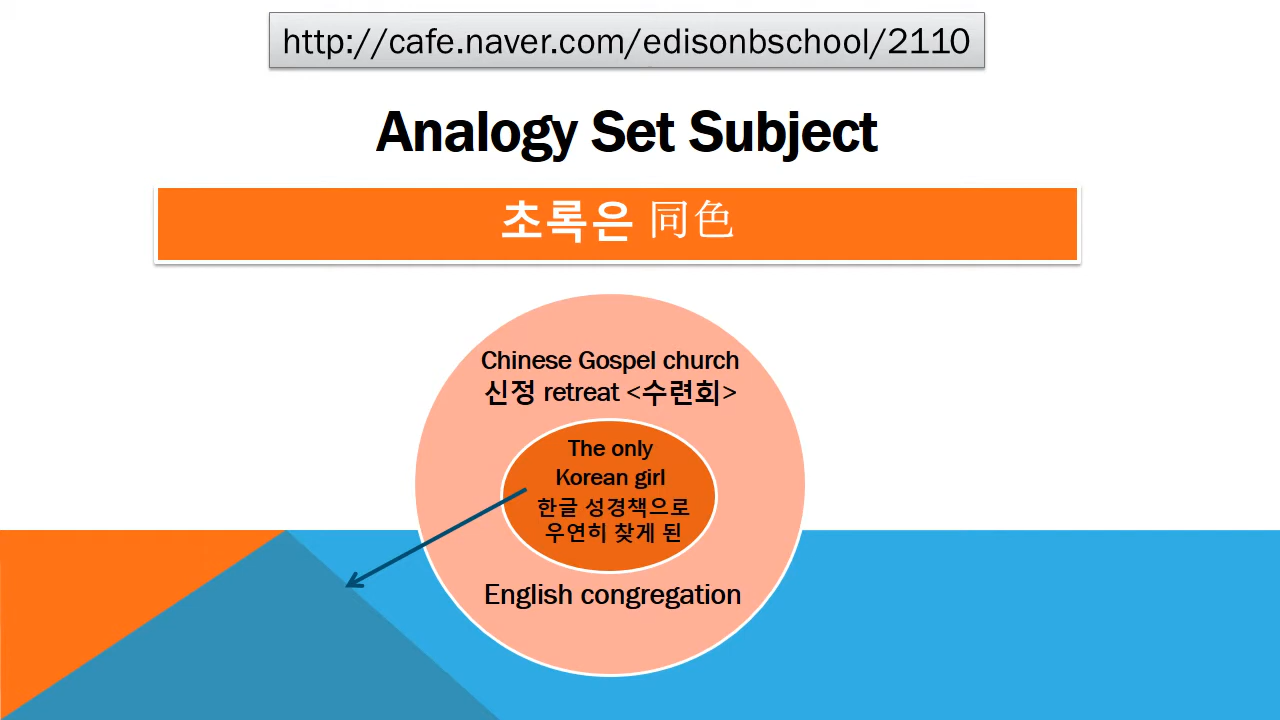 http://cafe.naver.com/edisonbschool/2110
Analogy Set Subject
초록은 同色
Chinese Gospel church
신정 retreat <수련회>
The only
Korean girl
한글 성경책으로
우연히 찾게 된
English congregation